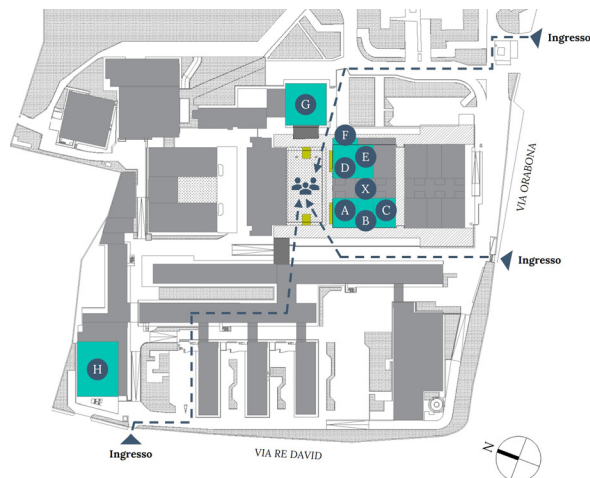 Ingresso
G
F
E
D
X
A
C
B
VIA ORABONA
Ingresso
H
Ingresso
VIA RE DAVID
N